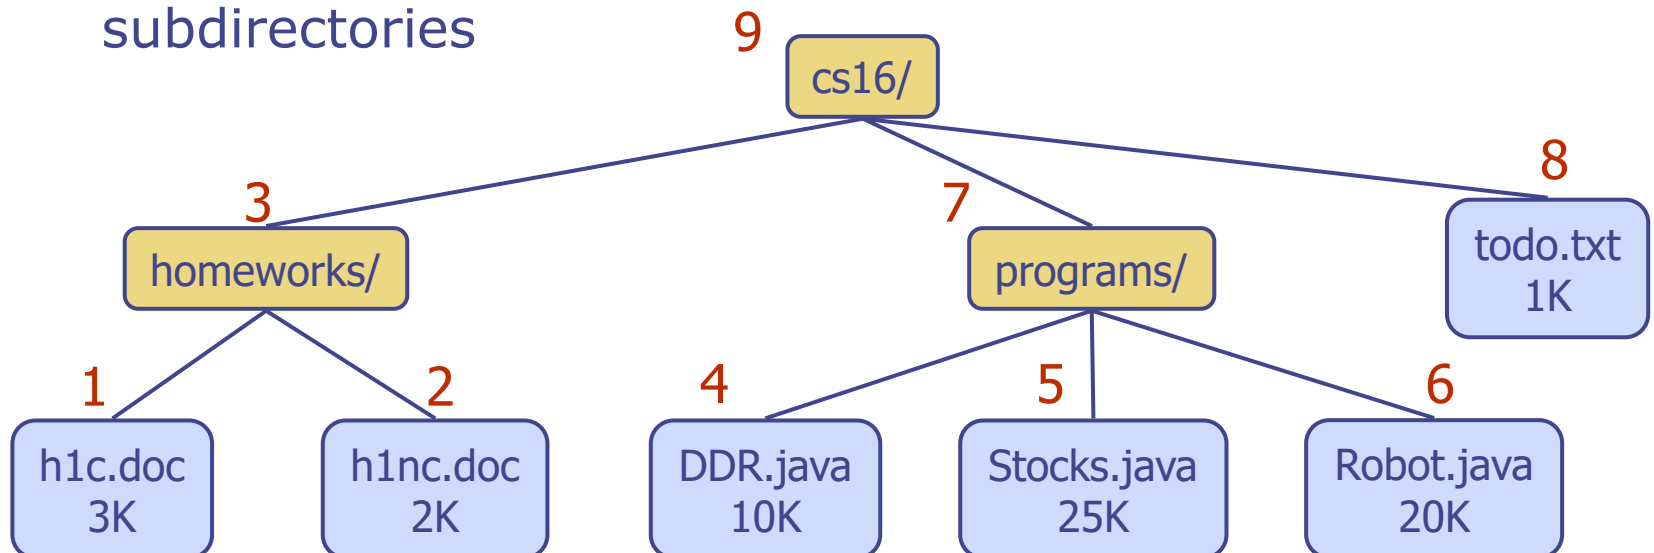 subdirectories
9
cs16/
8
3
7
todo.txt
1K
homeworks/
programs/
1
2
4
5
6
h1c.doc
3K
h1nc.doc
2K
DDR.java
10K
Stocks.java
25K
Robot.java
20K